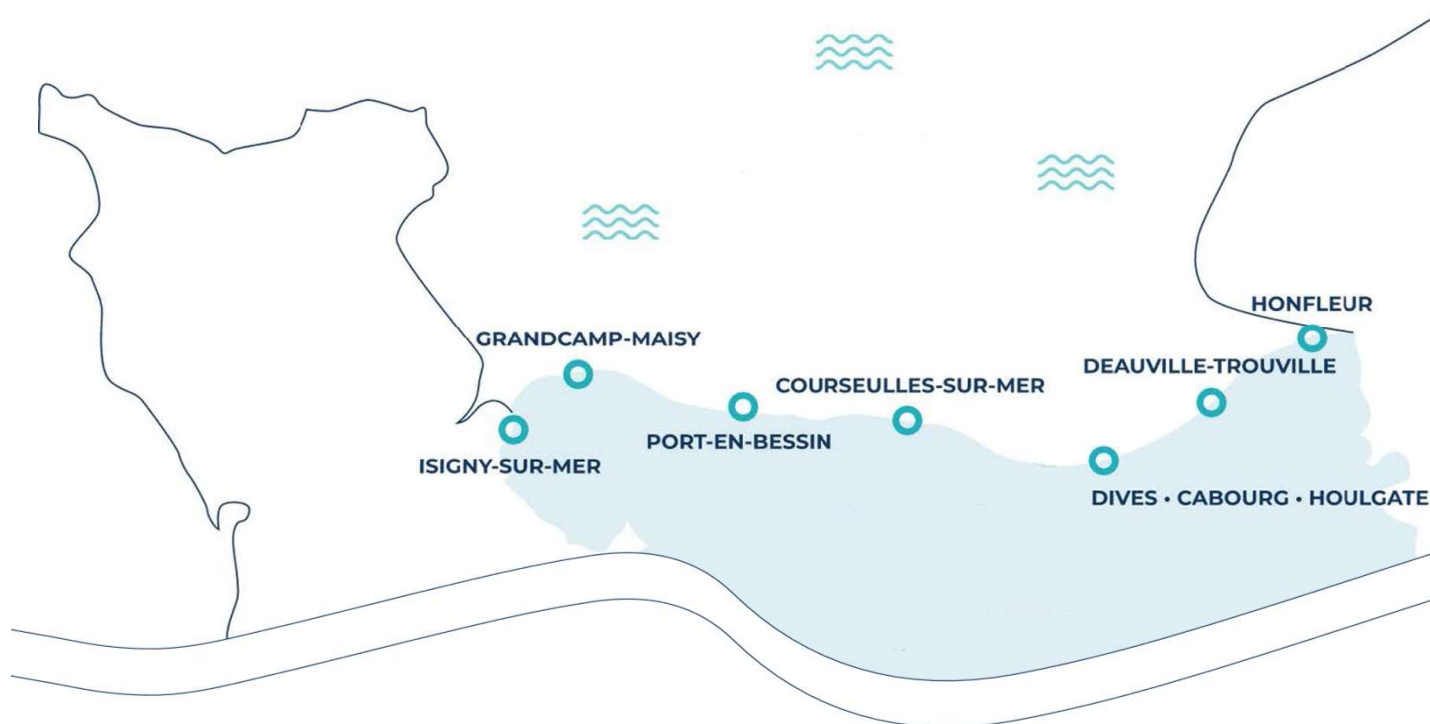 HONFLEUR
GRANDCAMP-MAISY
DEAUVILLE-TROUVILLE
COURSEULLES-SUR-MER
PORT-EN-BESSIN
ISIGNY-SUR-MER
DIVES • CABOURG • HOULGATE